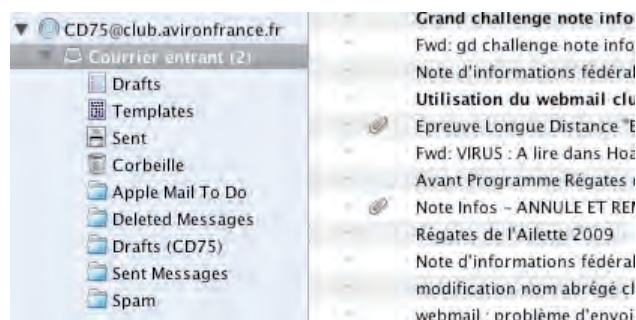 CD75@club.avironfrance.fr
Courrier entrant (2)
Drafts
Templates
Sent
Corbeille
Apple Mail To Do
Deleted Messages
Drafts (CD75)
Sent Messages
Spam
Grand challenge note info
Fwd: gd challenge note info
Note d'informations fédéral
Utilisation du webmail clu
Epreuve Longue Distance "E
Fwd: VIRUS : A lire dans Hoa
Avant Programme Régates
Note Infos - ANNULE ET REM
Régates de l'Ailette 2009
Note d'informations fédéral
modification nom abrégé cl
webmail : problème d'envoi